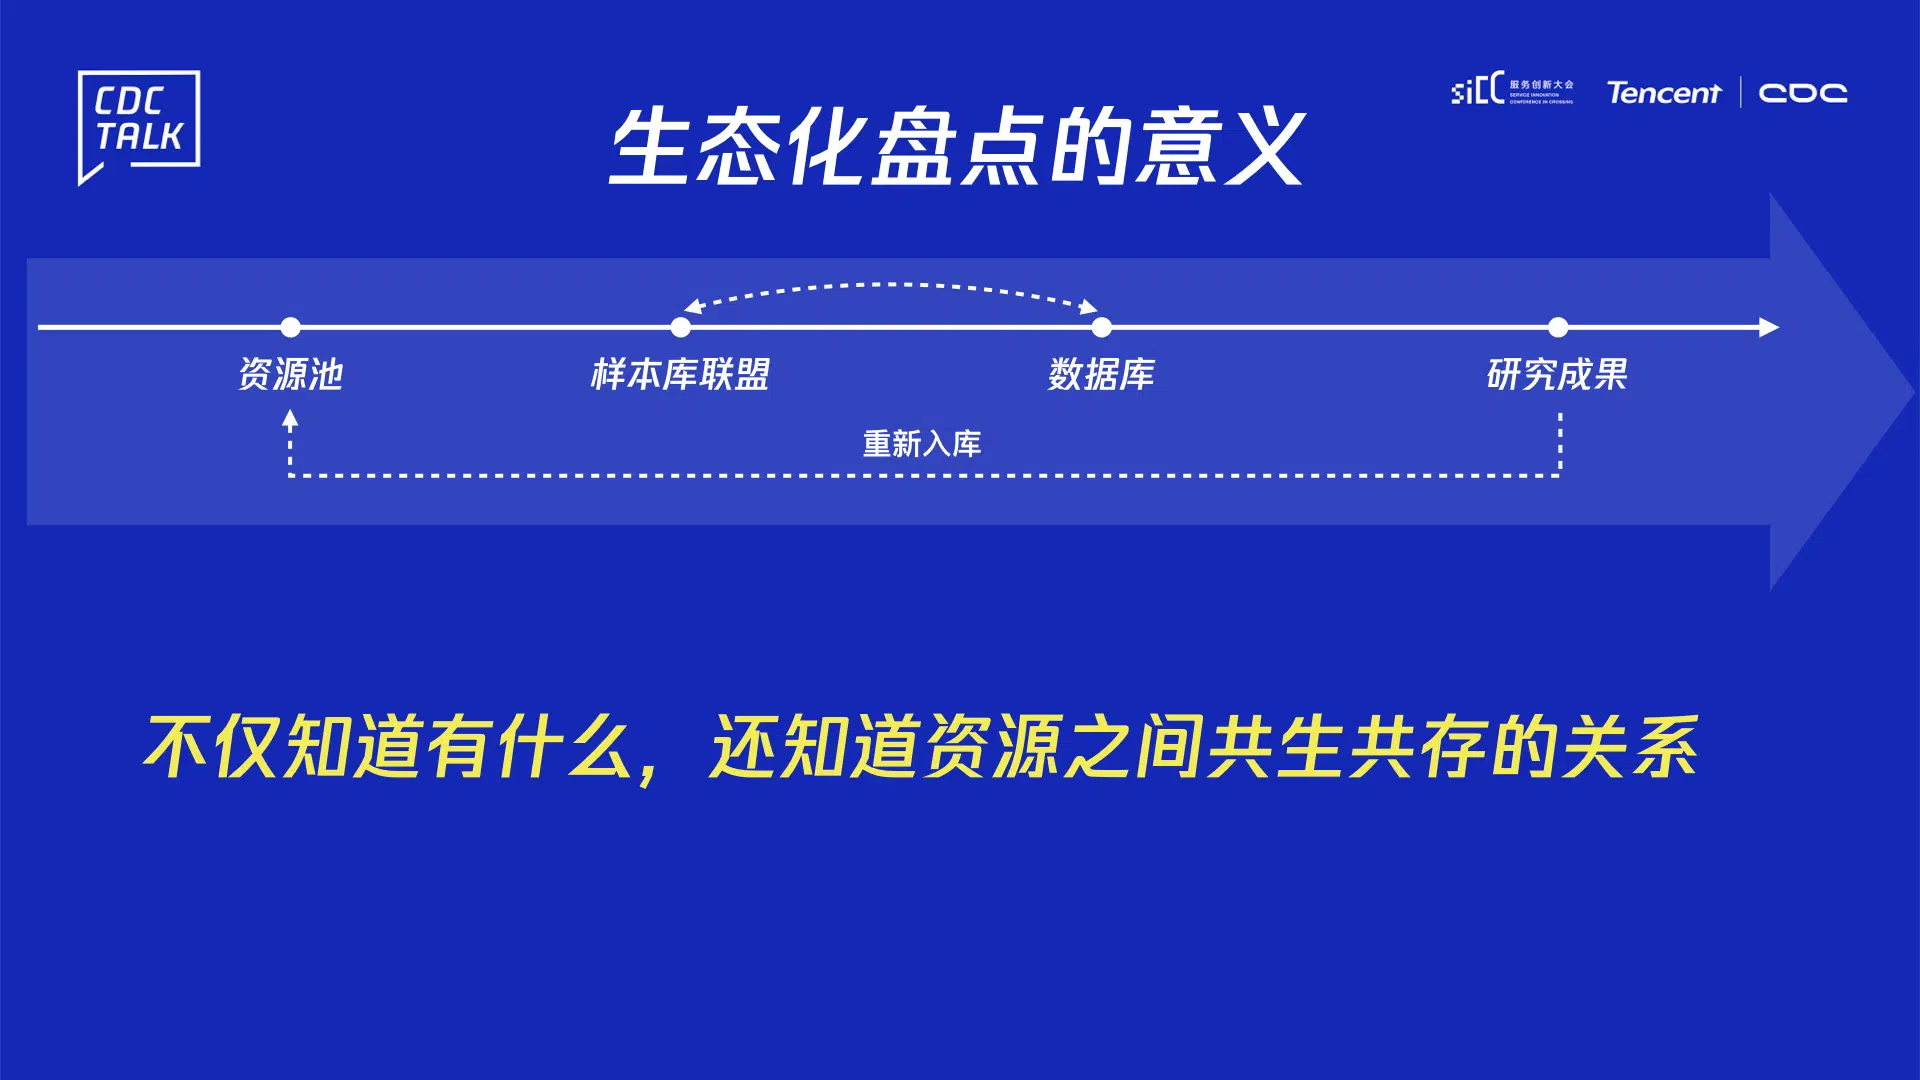 CDC
TALK
生态化盘点的意义
SiCC
服务创新大会
SERVICE INNOVATION
CONFERENCE IN CROSSING
Tencent
CDC
资源池
样本库联盟
数据库
研究成果
重新入库
不仅知道有什么，还知道资源之间共生共存的关系